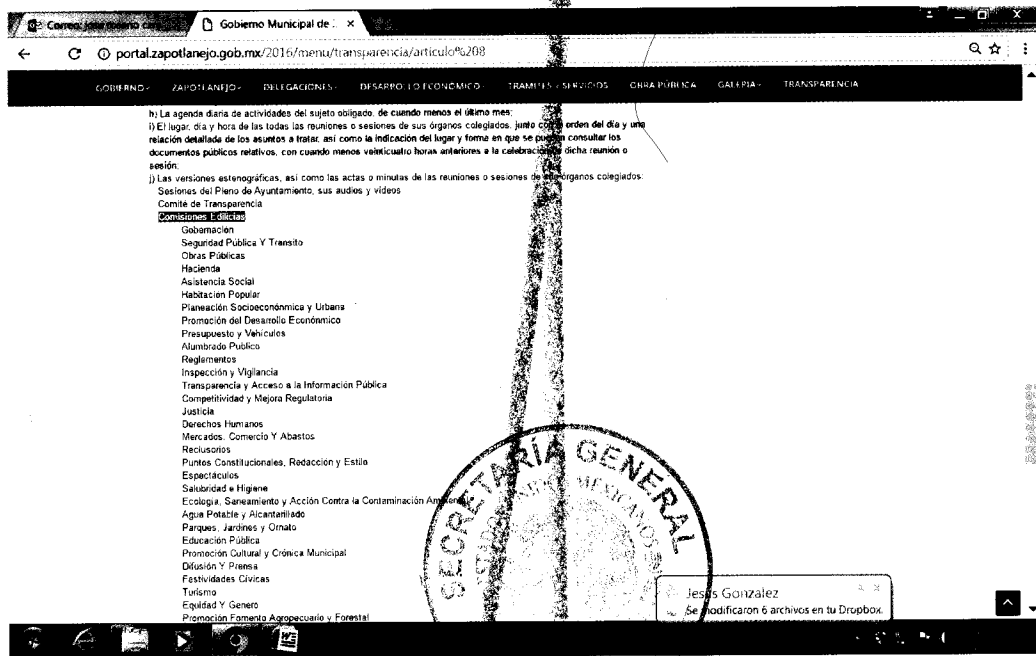 Gobierno Municipal de
portal.zapotlanejo.gob.mx/2016/menu/transparencia/articulo%208
GOBIERNO ZAPOTLANEJO DELEGACIONES DESARROLLO ECONÓMICO TRAMITES Y SERVICIOS OBRA PÚBLICA GALERIA TRANSPARENCIA
h) La agenda diaria de actividades del sujeto obligado, de cuando menos el último mes;
i) El lugar, día y hora de las todas las reuniones o sesiones de sus órganos colegiados, junto con el orden del día y una
relación detallada de los asuntos a tratar, así como la indicación del lugar y forma en que se puedan consultar los
documentos públicos relativos, con cuando menos veinticuatro horas anteriores a la celebración de dicha reunión o
sesión;
j) Las versiones estenográficas, así como las actas o minutas de las reuniones o sesiones de sus órganos colegiados;
Sesiones del Pleno de Ayuntamiento, sus audios y videos
Comité de Transparencia
Comisiones Edilicias
Gobernación
Seguridad Pública Y Transito
Obras Públicas
Hacienda
Asistencia Social
Habitación Popular
Planeación Socioeconónmica y Urbana
Promoción del Desarrollo Econónmico
Presupuesto y Vehículos
Alumbrado Publico
Reglamentos
Inspección y Vigilancia
Transparencia y Acceso a la Información Pública
Competitividad y Mejora Regulatoria
Justicia
Derechos Humanos
Mercados, Comercio Y Abastos
Reclusorios
Puntos Constitucionales, Redacción y Estilo
Espectáculos
Salubridad e Higiene
Ecología, Saneamiento y Acción Contra la Contaminación
Agua Potable y Alcantarillado
Parques, Jardines y Ornato
Educación Pública
Promoción Cultural y Crónica Municipal
Difusión Y Prensa
Festividades Cívicas
Turismo
Equidad Y Genero
Promoción Fomento Agropecuario y Forestal
SECRETARÍA GENERAL
Jesús Gonzalez
Se modificaron 6 archivos en tu Dropbox.